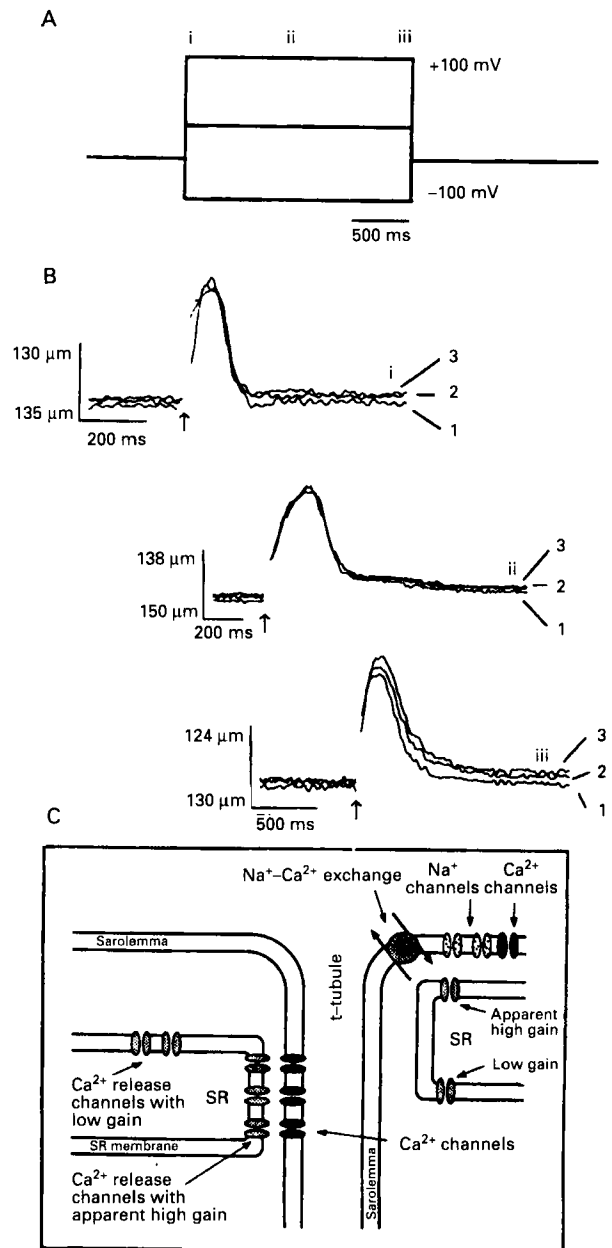 A
i ii iii
+100 mV
−100 mV
500 ms
B
130 μm
135 μm
200 ms
↑
i
3
2
1
138 μm
150 μm
200 ms
↑
ii
3
2
1
124 μm
130 μm
500 ms
↑
iii
3
2
1
C
Na⁺–Ca²⁺ exchange
Na⁺
channels
Ca²⁺
channels
Sarolemma
t–tubule
Apparent
high gain
SR
Low gain
Ca²⁺ release
channels with
low gain
SR
SR membrane
Ca²⁺ channels
Ca²⁺ release
channels with
apparent high gain
Sarolemma